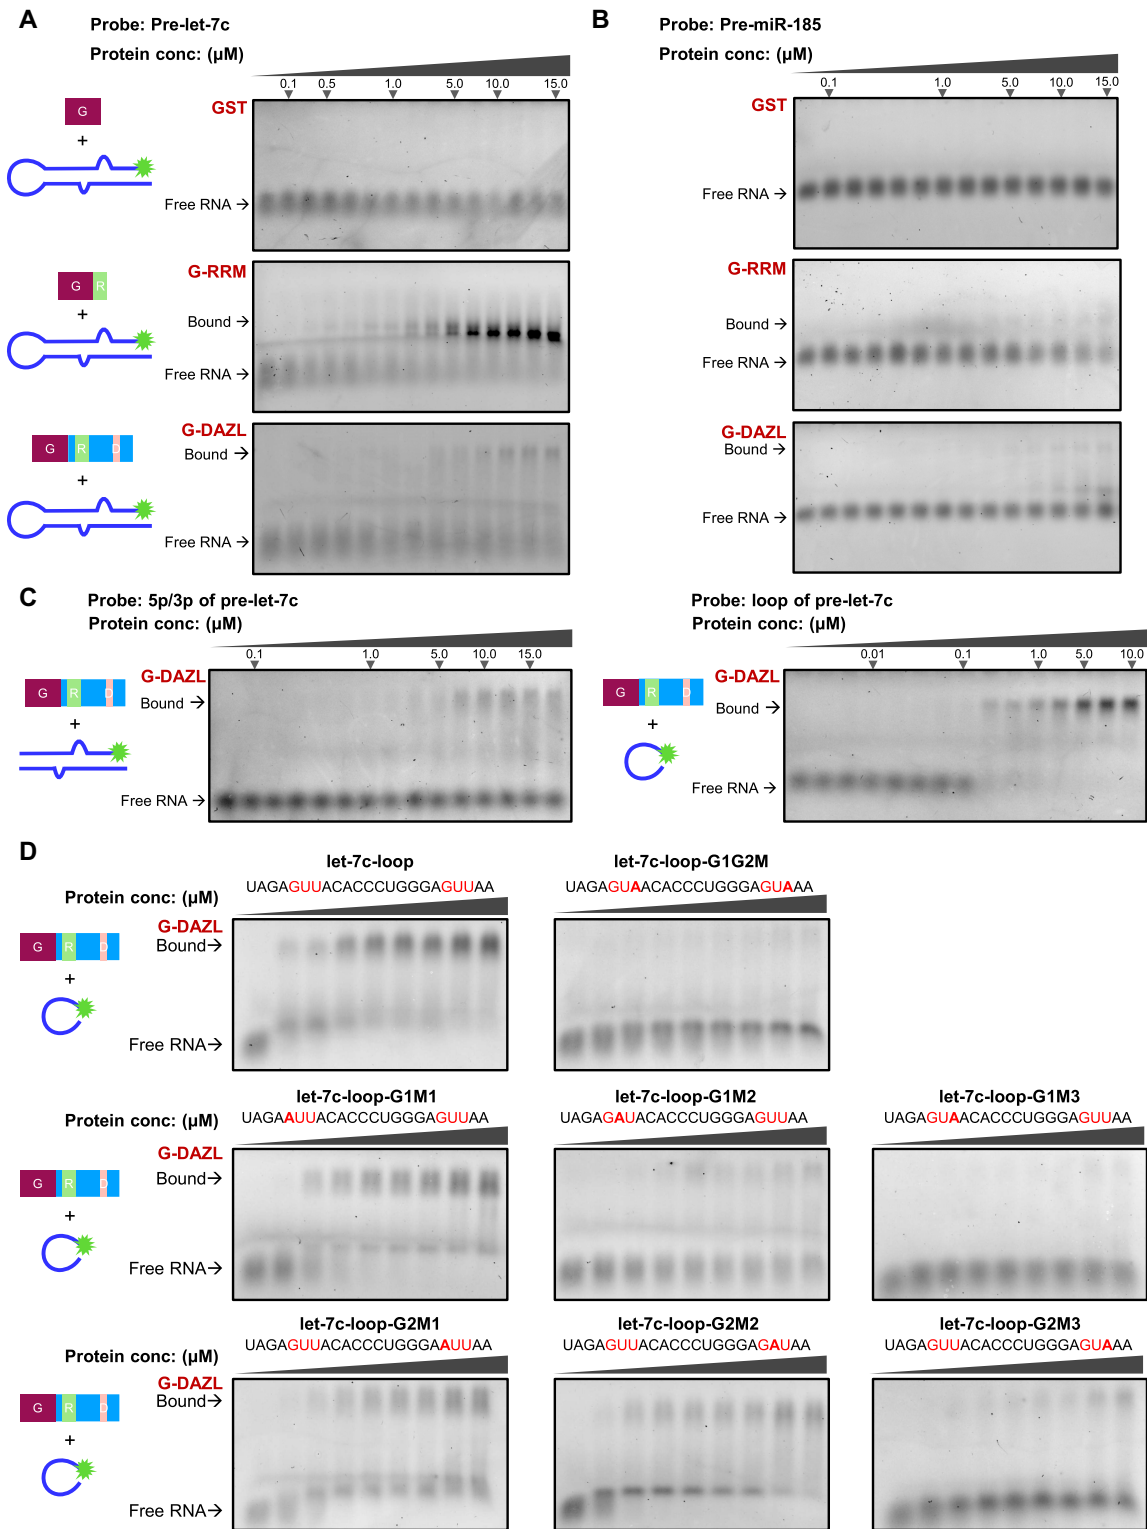 A
Probe: Pre-let-7c
Protein conc: (µM)
0.1 0.5 1.0 5.0 10.0 15.0
GST
G
+
Free RNA →
G-RRM
G R
+
Bound →
Free RNA →
G-DAZL
G R D
+
Bound →
Free RNA →
B
Probe: Pre-miR-185
Protein conc: (µM)
0.1 1.0 5.0 10.0 15.0
GST
Free RNA →
G-RRM
Bound →
Free RNA →
G-DAZL
Bound →
Free RNA →
C
Probe: 5p/3p of pre-let-7c
Protein conc: (µM)
0.1 1.0 5.0 10.0 15.0
G-DAZL
G R D
+
Bound →
Free RNA →
Probe: loop of pre-let-7c
Protein conc: (µM)
0.01 0.1 1.0 5.0 10.0
G-DAZL
G R D
+
Bound →
Free RNA →
D
let-7c-loop
UAGAGUUACACCCUGGGAGUUAA
Protein conc: (µM)
G-DAZL
Bound→
G R D
+
Free RNA→
let-7c-loop-G1G2M
UAGAGUAACACCCUGGGAGUAAA
let-7c-loop-G1M1
UAGAAUUACACCCUGGGAGUUAA
Protein conc: (µM)
G-DAZL
Bound→
G R D
+
Free RNA→
let-7c-loop-G1M2
UAGAGAUACACCCUGGGAGUUAA
let-7c-loop-G1M3
UAGAGUAACACCCUGGGAGUUAA
let-7c-loop-G2M1
UAGAGUUACACCCUGGGAAUUAA
Protein conc: (µM)
G-DAZL
Bound→
G R D
+
Free RNA→
let-7c-loop-G2M2
UAGAGUUACACCCUGGGAGAUAA
let-7c-loop-G2M3
UAGAGUUACACCCUGGGAGUAAA